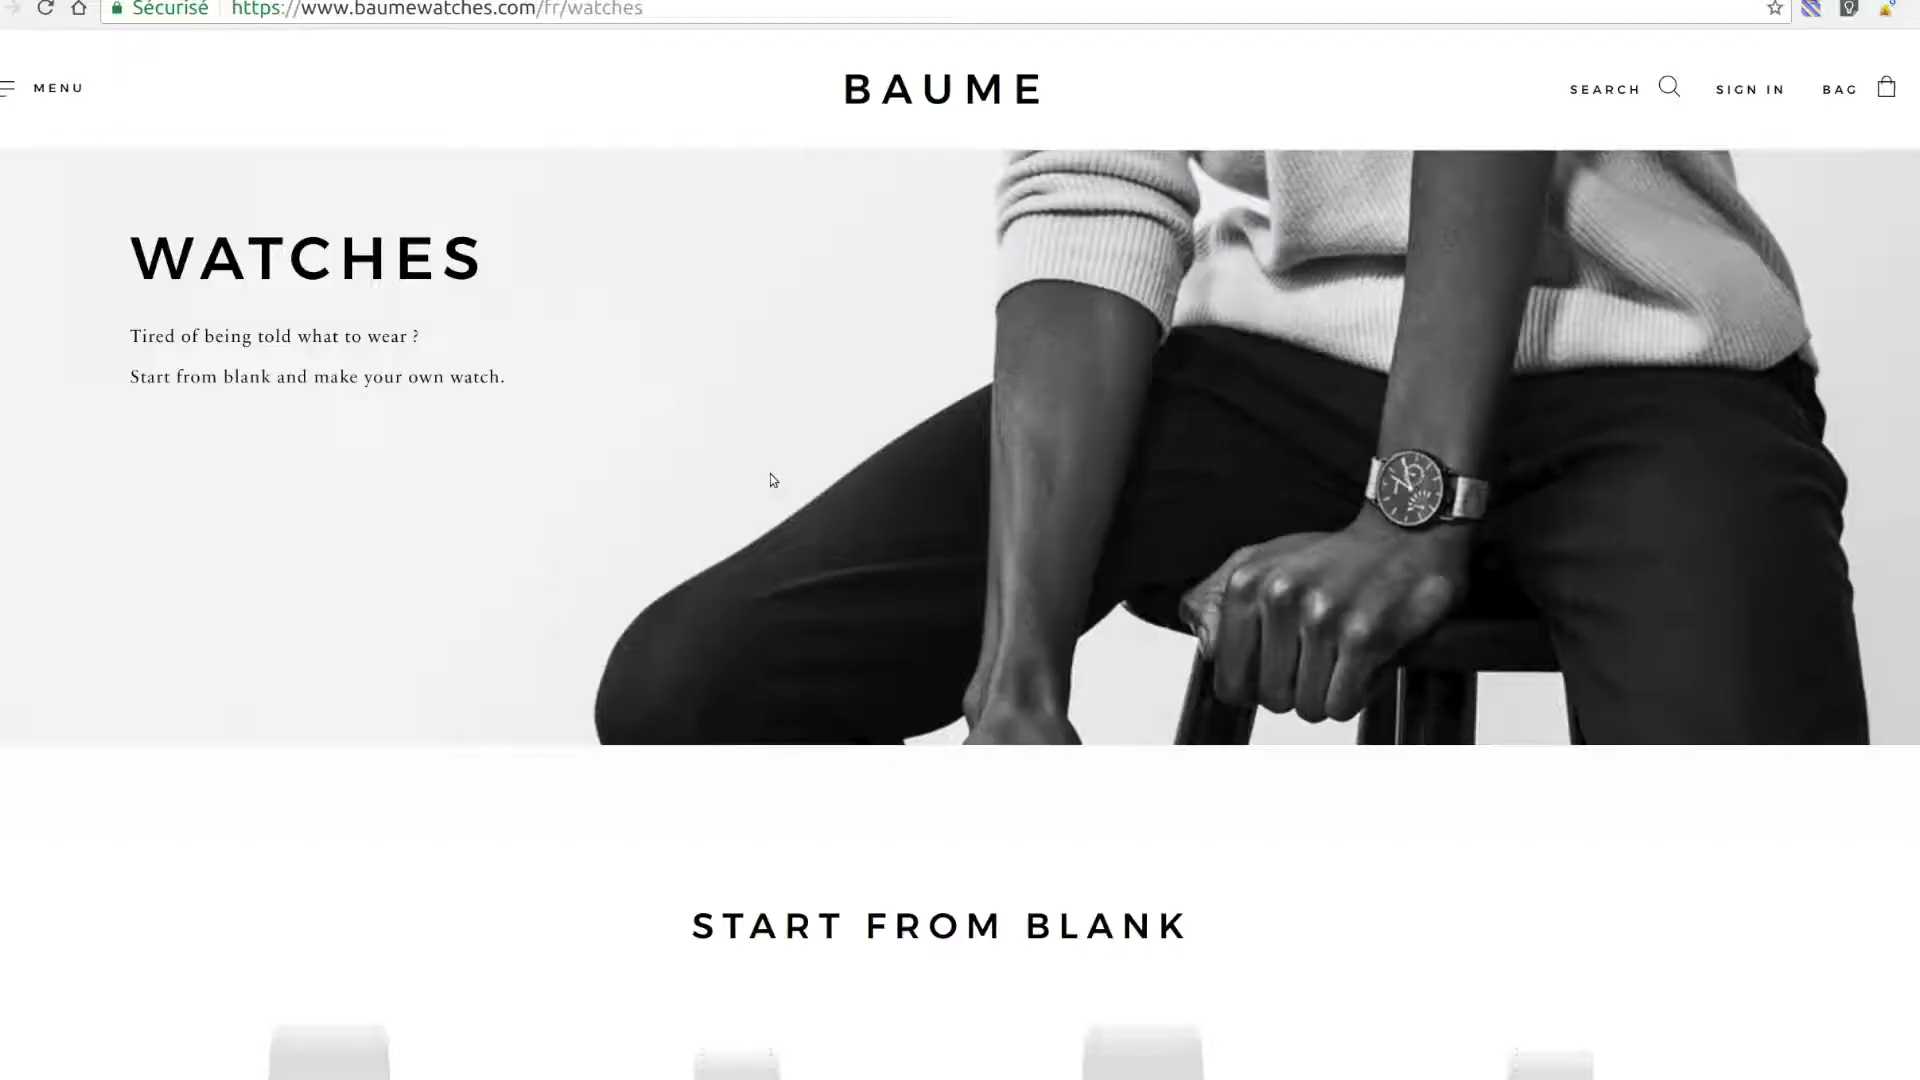 Sécurisé https://www.baumewatches.com/fr/watches
MENU
BAUME
SEARCH SIGN IN BAG
WATCHES
Tired of being told what to wear ?
Start from blank and make your own watch.
START FROM BLANK